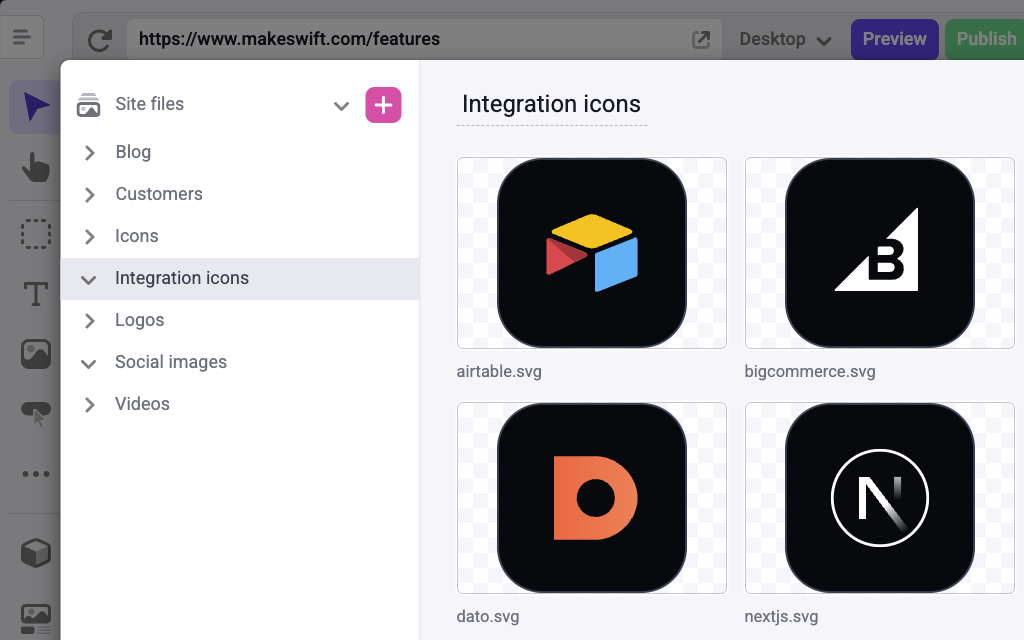 https://www.makeswift.com/features
Desktop
Preview
Publish
Site files
Blog
Customers
Icons
Integration icons
Logos
Social images
Videos
Integration icons
B
airtable.svg
bigcommerce.svg
D
N
dato.svg
nextjs.svg